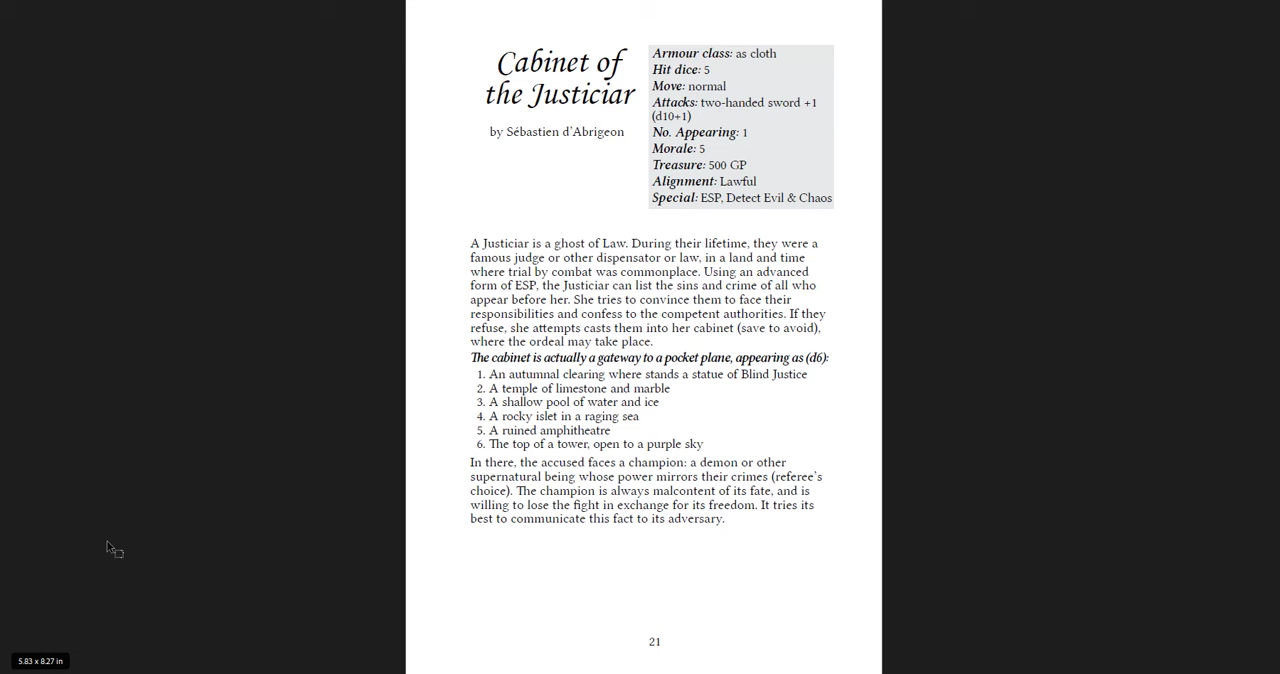 Cabinet of
the Justiciar
by Sébastien d'Abrigeon
Armour class: as cloth
Hit dice: 5
Move: normal
Attacks: two-handed sword +1
(d10+1)
No. Appearing: 1
Morale: 5
Treasure: 500 GP
Alignment: Lawful
Special: ESP, Detect Evil & Chaos
A Justiciar is a ghost of Law. During their lifetime, they were a
famous judge or other dispensator or law, in a land and time
where trial by combat was commonplace. Using an advanced
form of ESP, the Justiciar can list the sins and crime of all who
appear before her. She tries to convince them to face their
responsibilities and confess to the competent authorities. If they
refuse, she attempts casts them into her cabinet (save to avoid),
where the ordeal may take place.
The cabinet is actually a gateway to a pocket plane, appearing as (d6):
1. An autumnal clearing where stands a statue of Blind Justice
2. A temple of limestone and marble
3. A shallow pool of water and ice
4. A rocky islet in a raging sea
5. A ruined amphitheatre
6. The top of a tower, open to a purple sky
In there, the accused faces a champion: a demon or other
supernatural being whose power mirrors their crimes (referee's
choice). The champion is always malcontent of its fate, and is
willing to lose the fight in exchange for its freedom. It tries its
best to communicate this fact to its adversary.
21
5.83 x 8.27 in